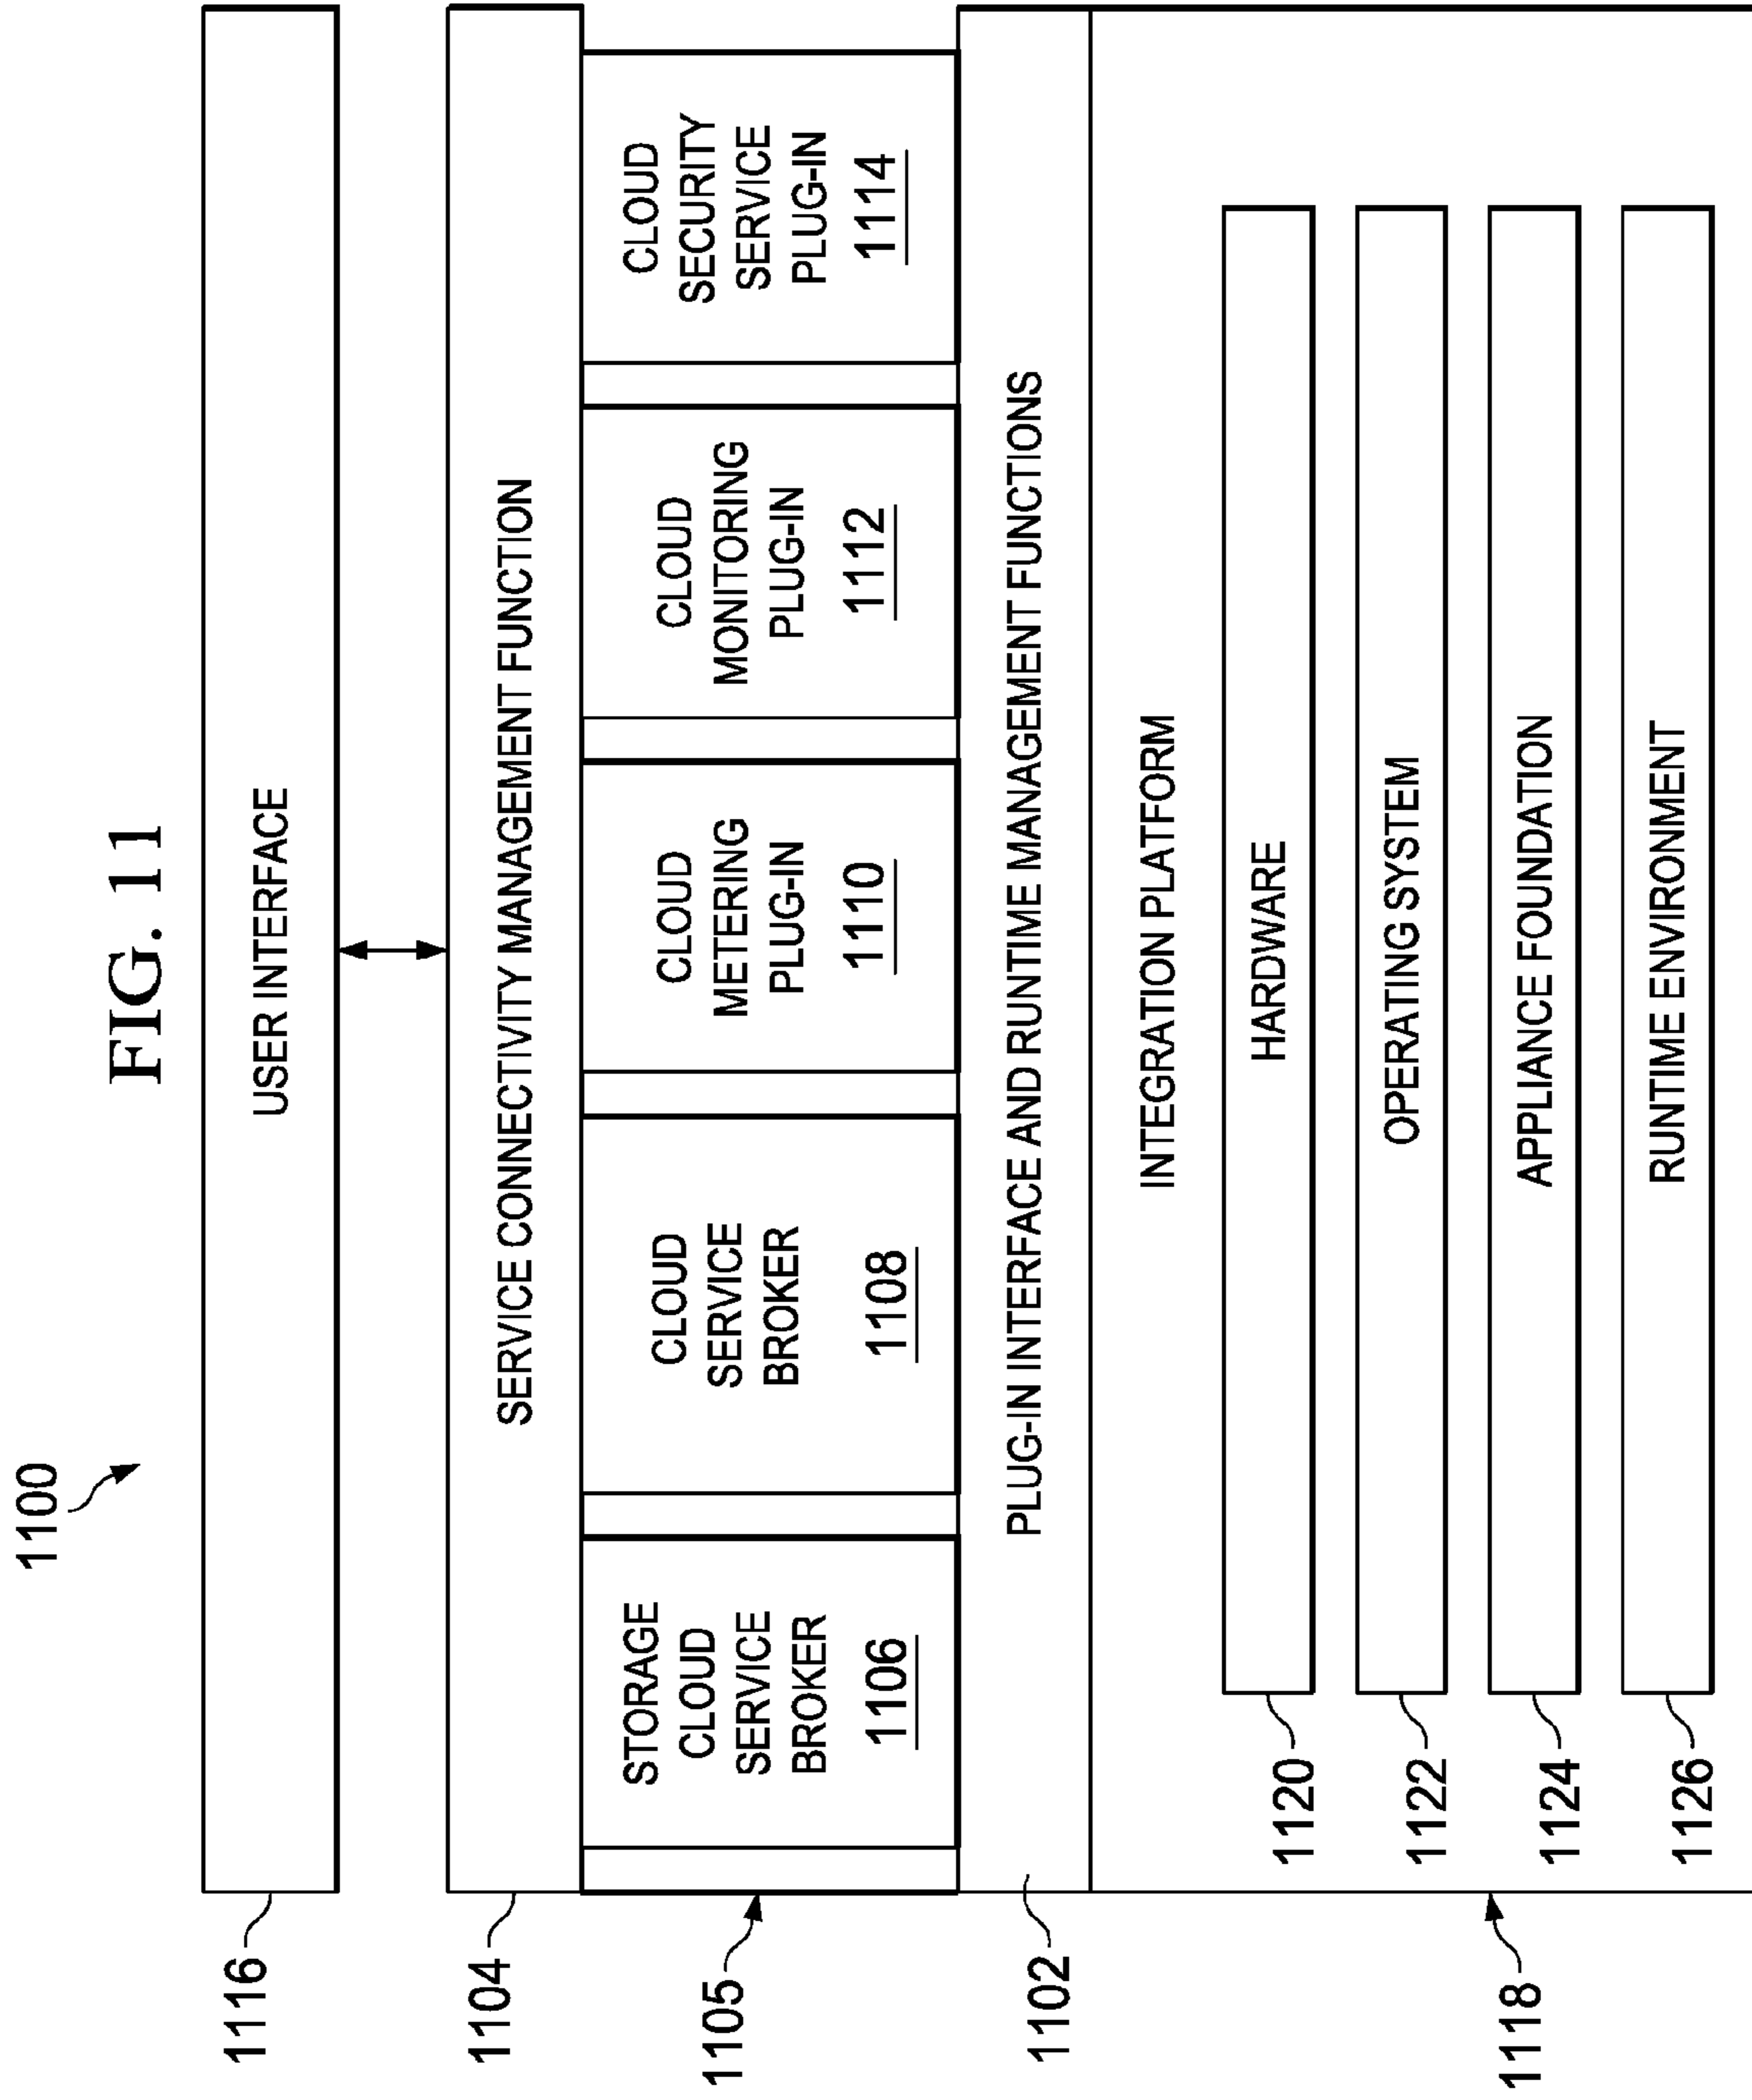 FIG. 11
1100
USER INTERFACE
1116
SERVICE CONNECTIVITY MANAGEMENT FUNCTION
1104
1105
STORAGE
CLOUD
SERVICE
BROKER
1106
CLOUD
SERVICE
BROKER
1108
CLOUD
METERING
PLUG-IN
1110
CLOUD
MONITORING
PLUG-IN
1112
CLOUD
SECURITY
SERVICE
PLUG-IN
1114
PLUG-IN INTERFACE AND RUNTIME MANAGEMENT FUNCTIONS
1102
INTEGRATION PLATFORM
1118
HARDWARE
1120
OPERATING SYSTEM
1122
APPLIANCE FOUNDATION
1124
RUNTIME ENVIRONMENT
1126